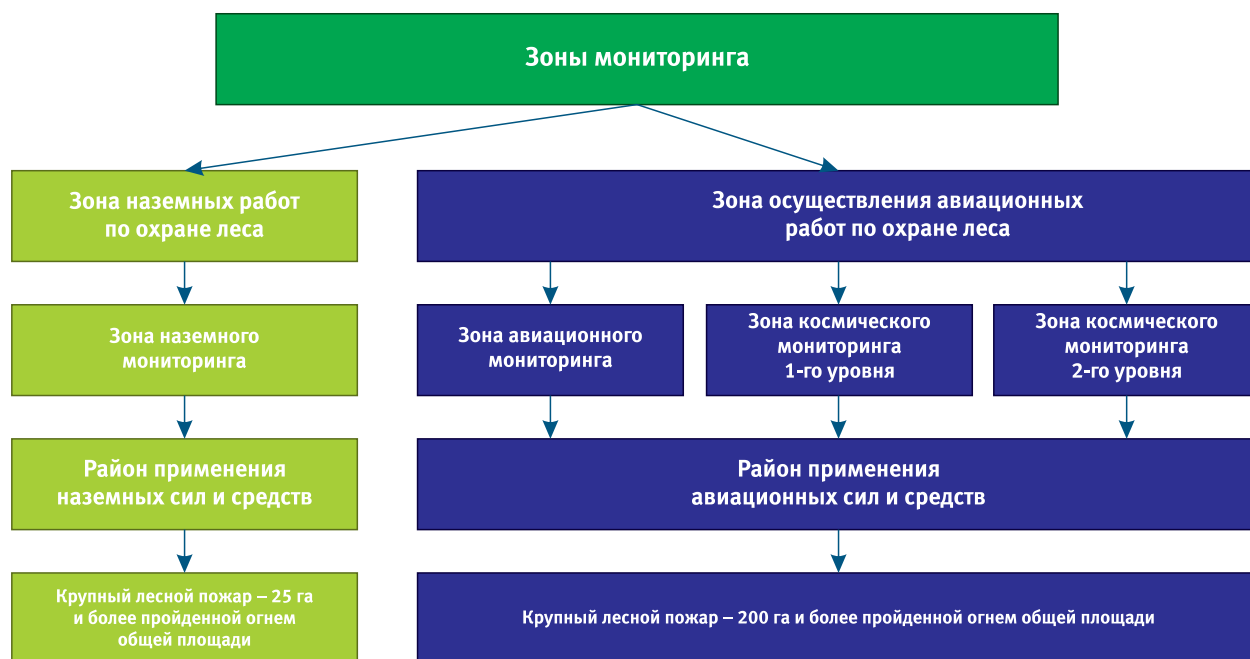 Зоны мониторинга
Зона наземных работ
по охране леса
Зона осуществления авиационных
работ по охране леса
Зона наземного
мониторинга
Зона авиационного
мониторинга
Зона космического
мониторинга
1-го уровня
Зона космического
мониторинга
2-го уровня
Район применения
наземных сил и средств
Район применения
авиационных сил и средств
Крупный лесной пожар – 25 га
и более пройденной огнем
общей площади
Крупный лесной пожар – 200 га и более пройденной огнем общей площади